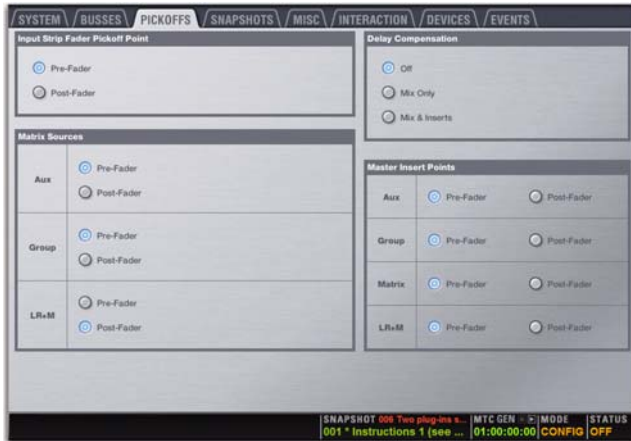 SYSTEM BUSSES PICKOFFS SNAPSHOTS MISC INTERACTION DEVICES EVENTS
Input Strip Fader Pickoff Point
Pre-Fader
Post-Fader
Delay Compensation
Off
Mix Only
Mix & Inserts
Matrix Sources
Aux
Pre-Fader
Post-Fader
Group
Pre-Fader
Post-Fader
LR+M
Pre-Fader
Post-Fader
Master Insert Points
Aux Pre-Fader Post-Fader
Group Pre-Fader Post-Fader
Matrix Pre-Fader Post-Fader
LR+M Pre-Fader Post-Fader
SNAPSHOT 006 Two plug-ins s... MTC GEN MODE STATUS
001 * Instructions 1 (see ... 01:00:00:00 CONFIG OFF